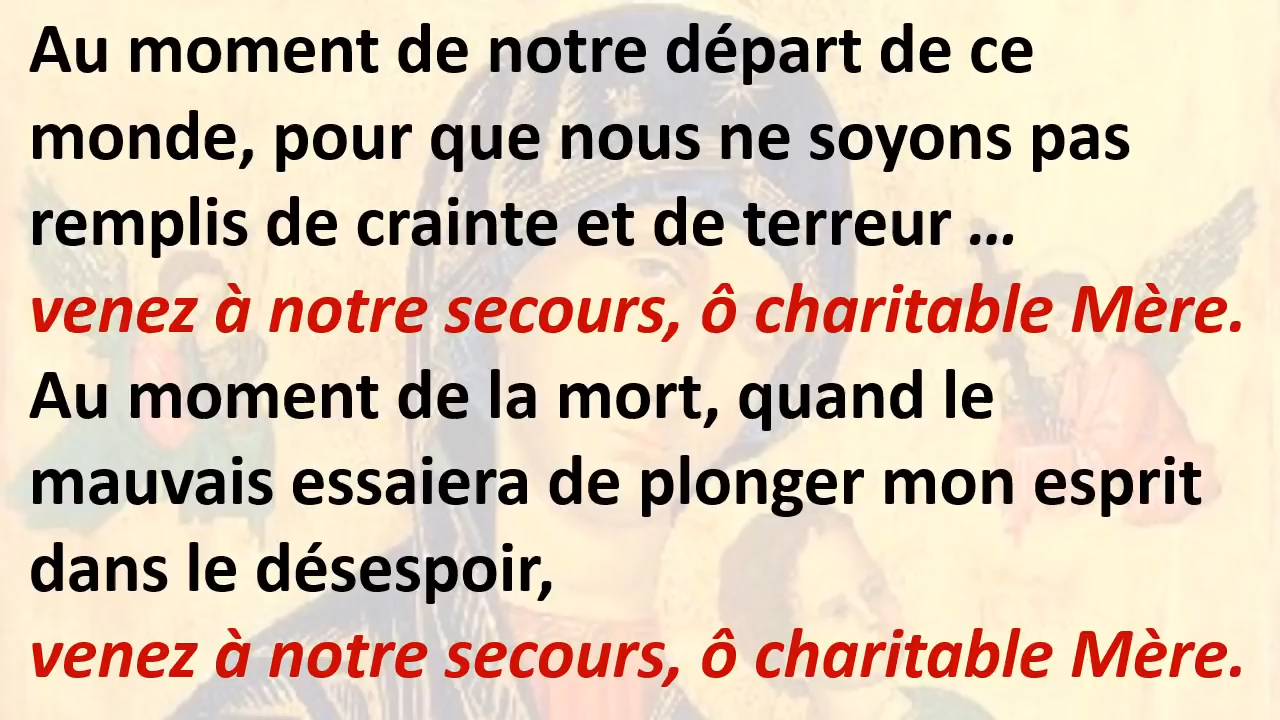 Au moment de notre départ de ce
monde, pour que nous ne soyons pas
remplis de crainte et de terreur ...
venez à notre secours, ô charitable Mère.
Au moment de la mort, quand le
mauvais essaiera de plonger mon esprit
dans le désespoir,
venez à notre secours, ô charitable Mère.